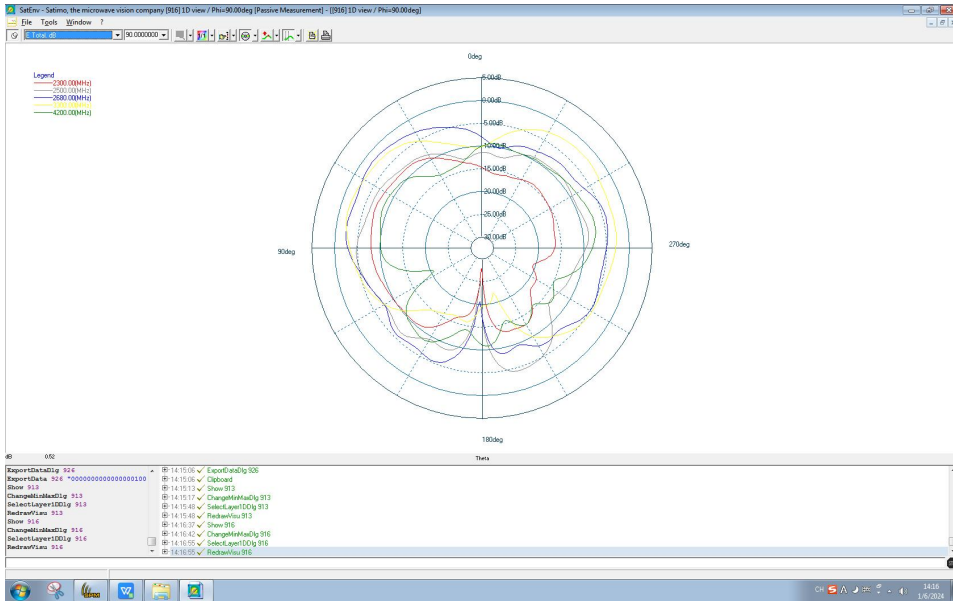 SatEnv - Satimo, the microwave vision company [916] 1D view / Phi=90.00deg [Passive Measurement] - [[916] 1D view / Phi=90.00deg]
File Tools Window ?
E Total. dB 90.0000000
0deg
Legend
2300.00(MHz)
2500.00(MHz)
2680.00(MHz)
4200.00(MHz)
5.00dB
0.00dB
-5.00dB
-10.00dB
-15.00dB
-20.00dB
-25.00dB
-30.00dB
90deg
270deg
180deg
dB 0.52 Theta
ExportDataDlg 926
ExportData 926 "0000000000000000100
Show 913
ChangeMinMaxDlg 913
SelectLayer1DDlg 913
RedrawVisu 913
Show 916
ChangeMinMaxDlg 916
SelectLayer1DDlg 916
RedrawVisu 916
14:15:06 ExportDataDlg 926
14:15:06 Clipboard
14:15:13 Show 913
14:15:17 ChangeMinMaxDlg 913
14:15:48 SelectLayer1DDlg 913
14:15:48 RedrawVisu 913
14:16:37 Show 916
14:16:42 ChangeMinMaxDlg 916
14:16:55 SelectLayer1DDlg 916
14:16:55 RedrawVisu 916
SPM
CH
14:16
1/6/2024